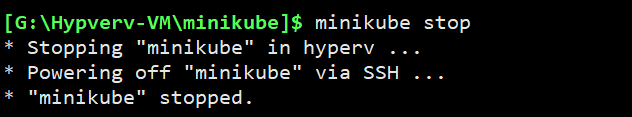 [G:\Hypverv-VM\minikube]$ minikube stop
* Stopping "minikube" in hyperv ...
* Powering off "minikube" via SSH ...
* "minikube" stopped.